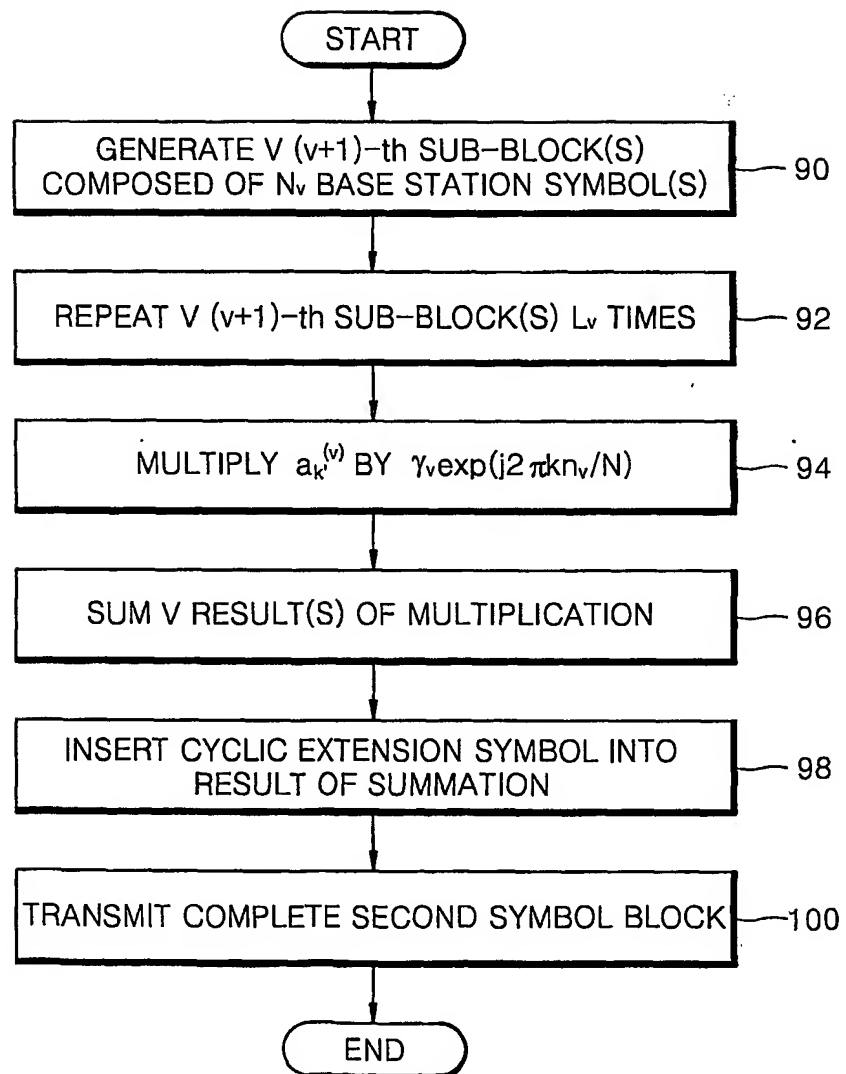 START
GENERATE V (v+1)-th SUB-BLOCK(S)
COMPOSED OF Nv BASE STATION SYMBOL(S)
90
REPEAT V (v+1)-th SUB-BLOCK(S) Lv TIMES
92
MULTIPLY ak'(v) BY γvexp(j2πknv/N)
94
SUM V RESULT(S) OF MULTIPLICATION
96
INSERT CYCLIC EXTENSION SYMBOL INTO
RESULT OF SUMMATION
98
TRANSMIT COMPLETE SECOND SYMBOL BLOCK
100
END